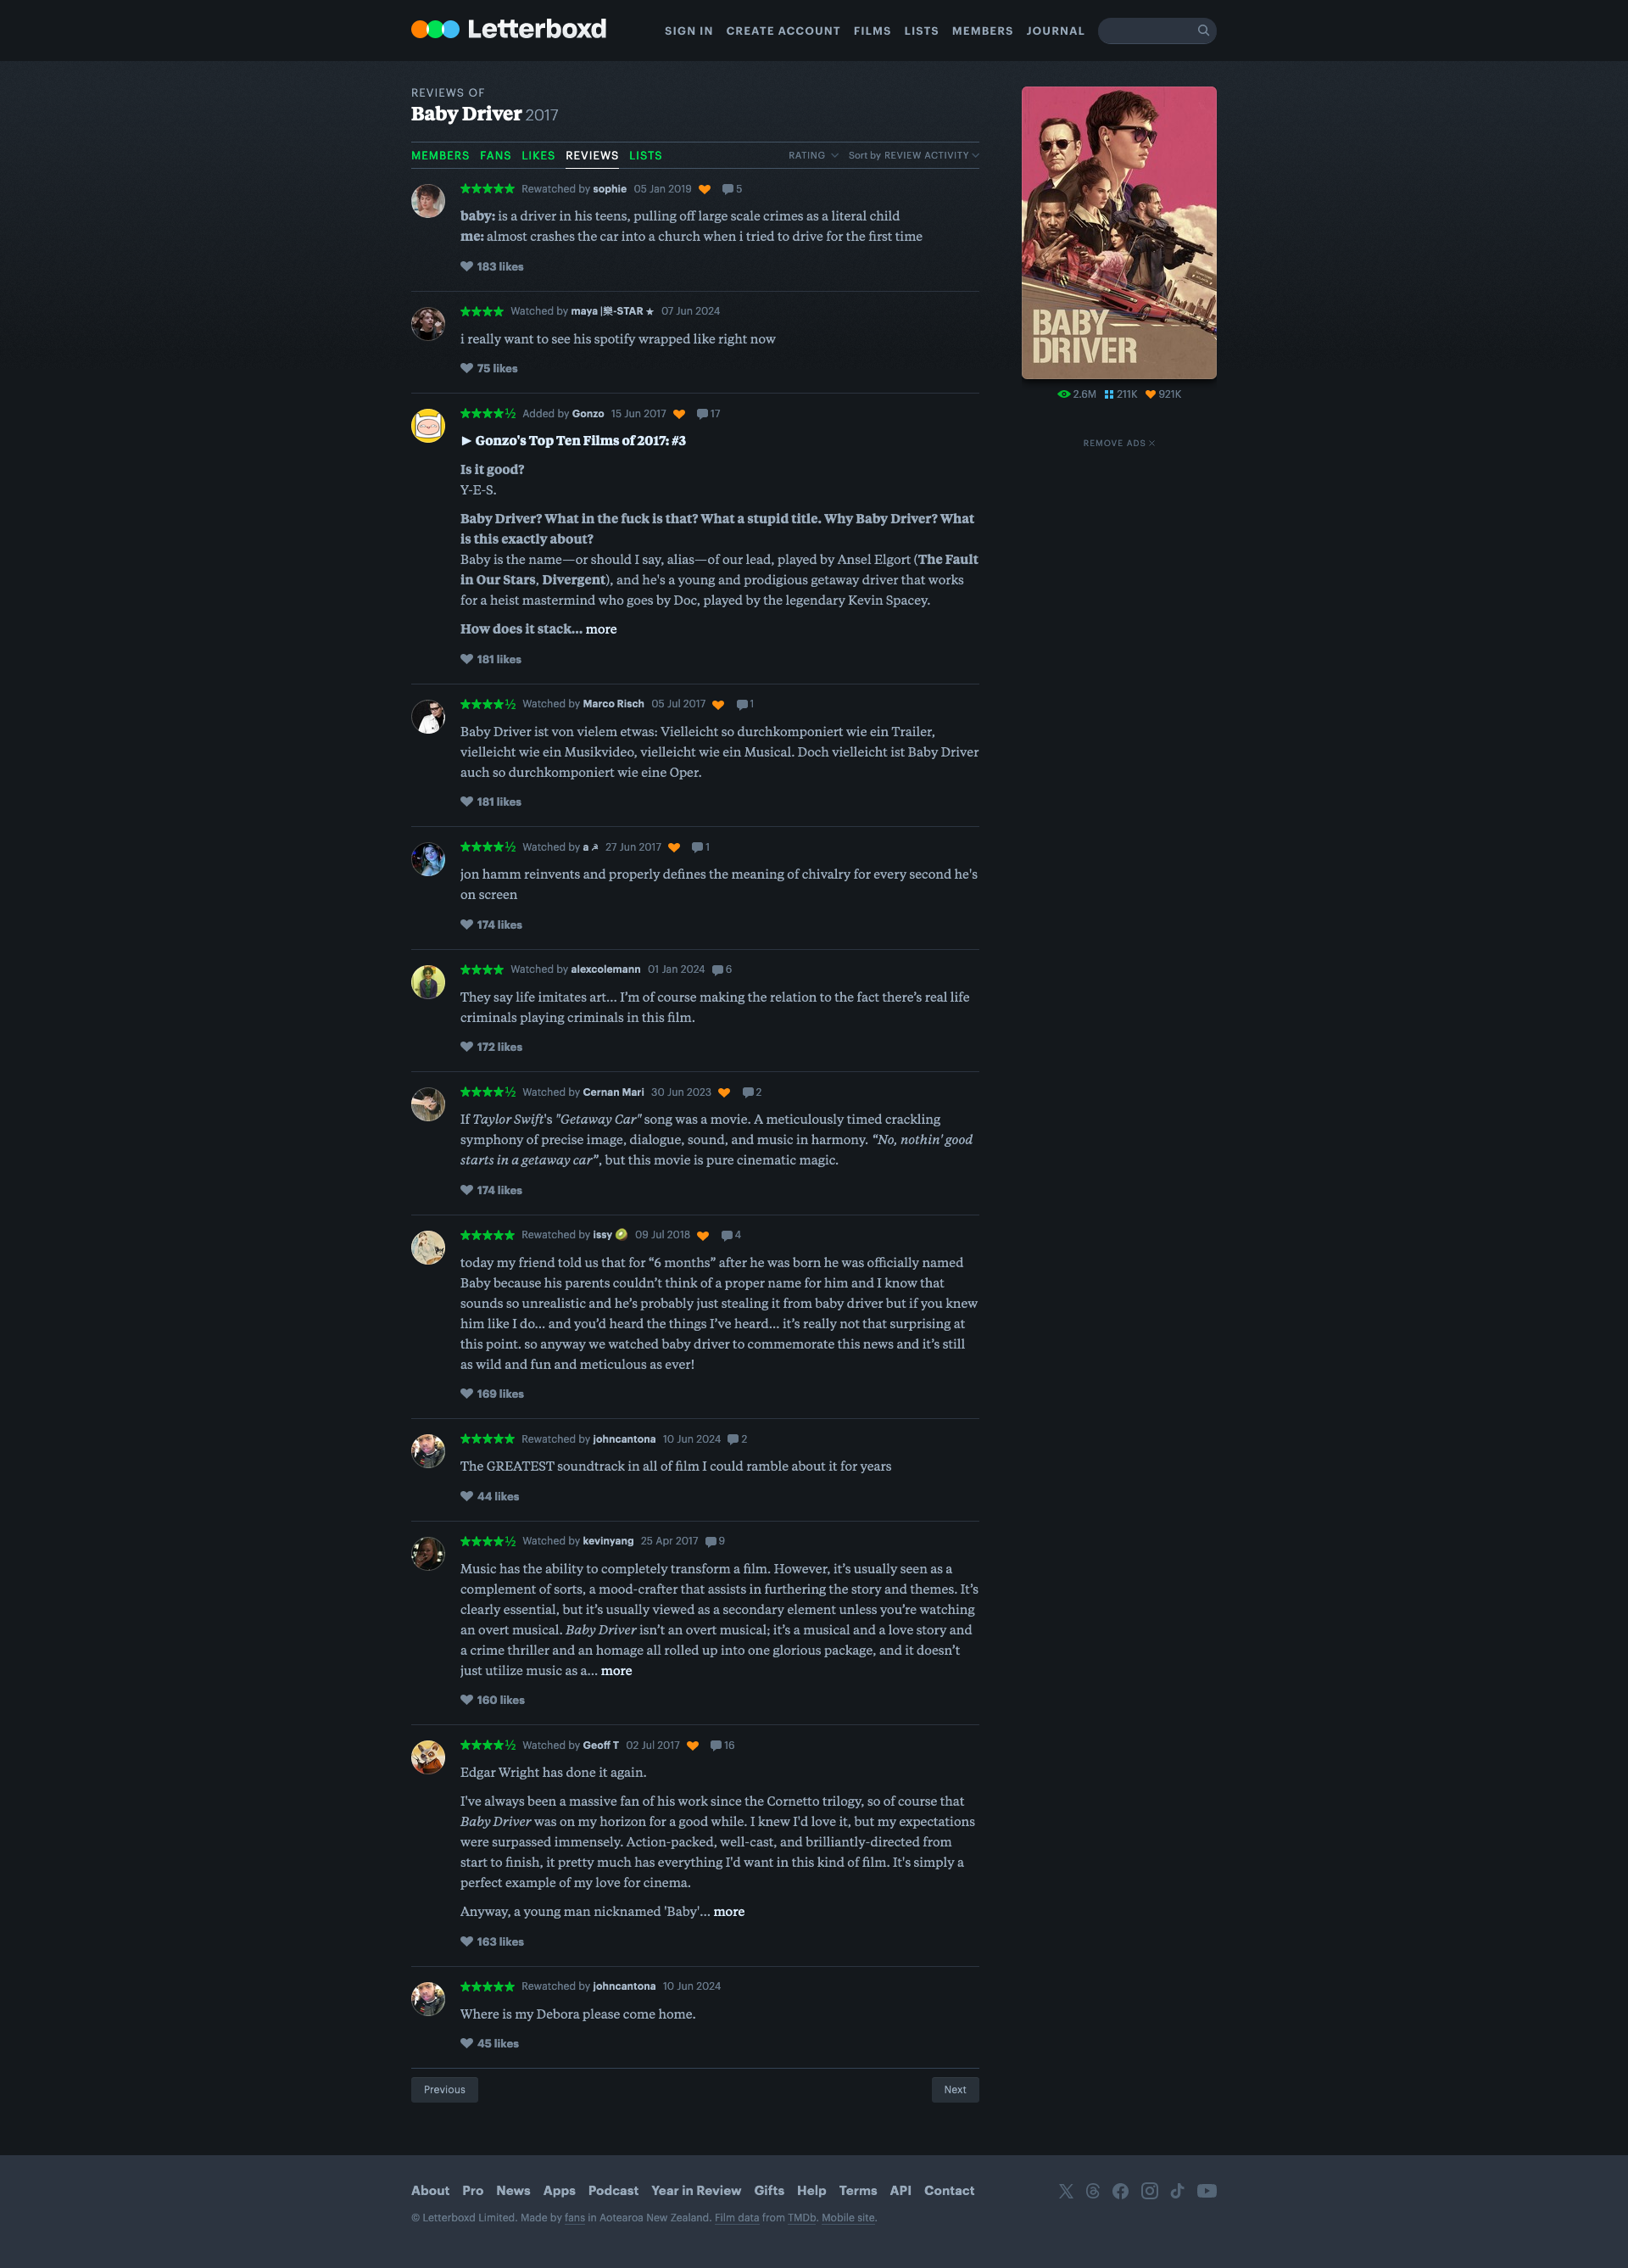 Letterboxd
SIGN IN CREATE ACCOUNT FILMS LISTS MEMBERS JOURNAL
REVIEWS OF
Baby Driver 2017
MEMBERS FANS LIKES REVIEWS LISTS RATING Sort by REVIEW ACTIVITY
★★★★★ Rewatched by sophie 05 Jan 2019 5
baby: is a driver in his teens, pulling off large scale crimes as a literal child
me: almost crashes the car into a church when i tried to drive for the first time
183 likes
★★★★ Watched by maya |樂-STAR ★ 07 Jun 2024
i really want to see his spotify wrapped like right now
75 likes
★★★★½ Added by Gonzo 15 Jun 2017 17
► Gonzo's Top Ten Films of 2017: #3
Is it good?
Y-E-S.
Baby Driver? What in the fuck is that? What a stupid title. Why Baby Driver? What
is this exactly about?
Baby is the name—or should I say, alias—of our lead, played by Ansel Elgort (The Fault
in Our Stars, Divergent), and he's a young and prodigious getaway driver that works
for a heist mastermind who goes by Doc, played by the legendary Kevin Spacey.
How does it stack… more
181 likes
★★★★½ Watched by Marco Risch 05 Jul 2017 1
Baby Driver ist von vielem etwas: Vielleicht so durchkomponiert wie ein Trailer,
vielleicht wie ein Musikvideo, vielleicht wie ein Musical. Doch vielleicht ist Baby Driver
auch so durchkomponiert wie eine Oper.
181 likes
★★★★½ Watched by a 27 Jun 2017 1
jon hamm reinvents and properly defines the meaning of chivalry for every second he's
on screen
174 likes
★★★★ Watched by alexcolemann 01 Jan 2024 6
They say life imitates art… I'm of course making the relation to the fact there's real life
criminals playing criminals in this film.
172 likes
★★★★½ Watched by Cernan Mari 30 Jun 2023 2
If Taylor Swift's "Getaway Car" song was a movie. A meticulously timed crackling
symphony of precise image, dialogue, sound, and music in harmony. "No, nothin' good
starts in a getaway car", but this movie is pure cinematic magic.
174 likes
★★★★★ Rewatched by issy 🥝 09 Jul 2018 4
today my friend told us that for "6 months" after he was born he was officially named
Baby because his parents couldn't think of a proper name for him and I know that
sounds so unrealistic and he's probably just stealing it from baby driver but if you knew
him like I do… and you'd heard the things I've heard… it's really not that surprising at
this point. so anyway we watched baby driver to commemorate this news and it's still
as wild and fun and meticulous as ever!
169 likes
★★★★★ Rewatched by johncantona 10 Jun 2024 2
The GREATEST soundtrack in all of film I could ramble about it for years
44 likes
★★★★½ Watched by kevinyang 25 Apr 2017 9
Music has the ability to completely transform a film. However, it's usually seen as a
complement of sorts, a mood-crafter that assists in furthering the story and themes. It's
clearly essential, but it's usually viewed as a secondary element unless you're watching
an overt musical. Baby Driver isn't an overt musical; it's a musical and a love story and
a crime thriller and an homage all rolled up into one glorious package, and it doesn't
just utilize music as a… more
160 likes
★★★★½ Watched by Geoff T 02 Jul 2017 16
Edgar Wright has done it again.
I've always been a massive fan of his work since the Cornetto trilogy, so of course that
Baby Driver was on my horizon for a good while. I knew I'd love it, but my expectations
were surpassed immensely. Action-packed, well-cast, and brilliantly-directed from
start to finish, it pretty much has everything I'd want in this kind of film. It's simply a
perfect example of my love for cinema.
Anyway, a young man nicknamed 'Baby'… more
163 likes
★★★★★ Rewatched by johncantona 10 Jun 2024
Where is my Debora please come home.
45 likes
Previous Next
BABY
DRIVER
2.6M 211K 921K
REMOVE ADS
About Pro News Apps Podcast Year in Review Gifts Help Terms API Contact
© Letterboxd Limited. Made by fans in Aotearoa New Zealand. Film data from TMDb. Mobile site.